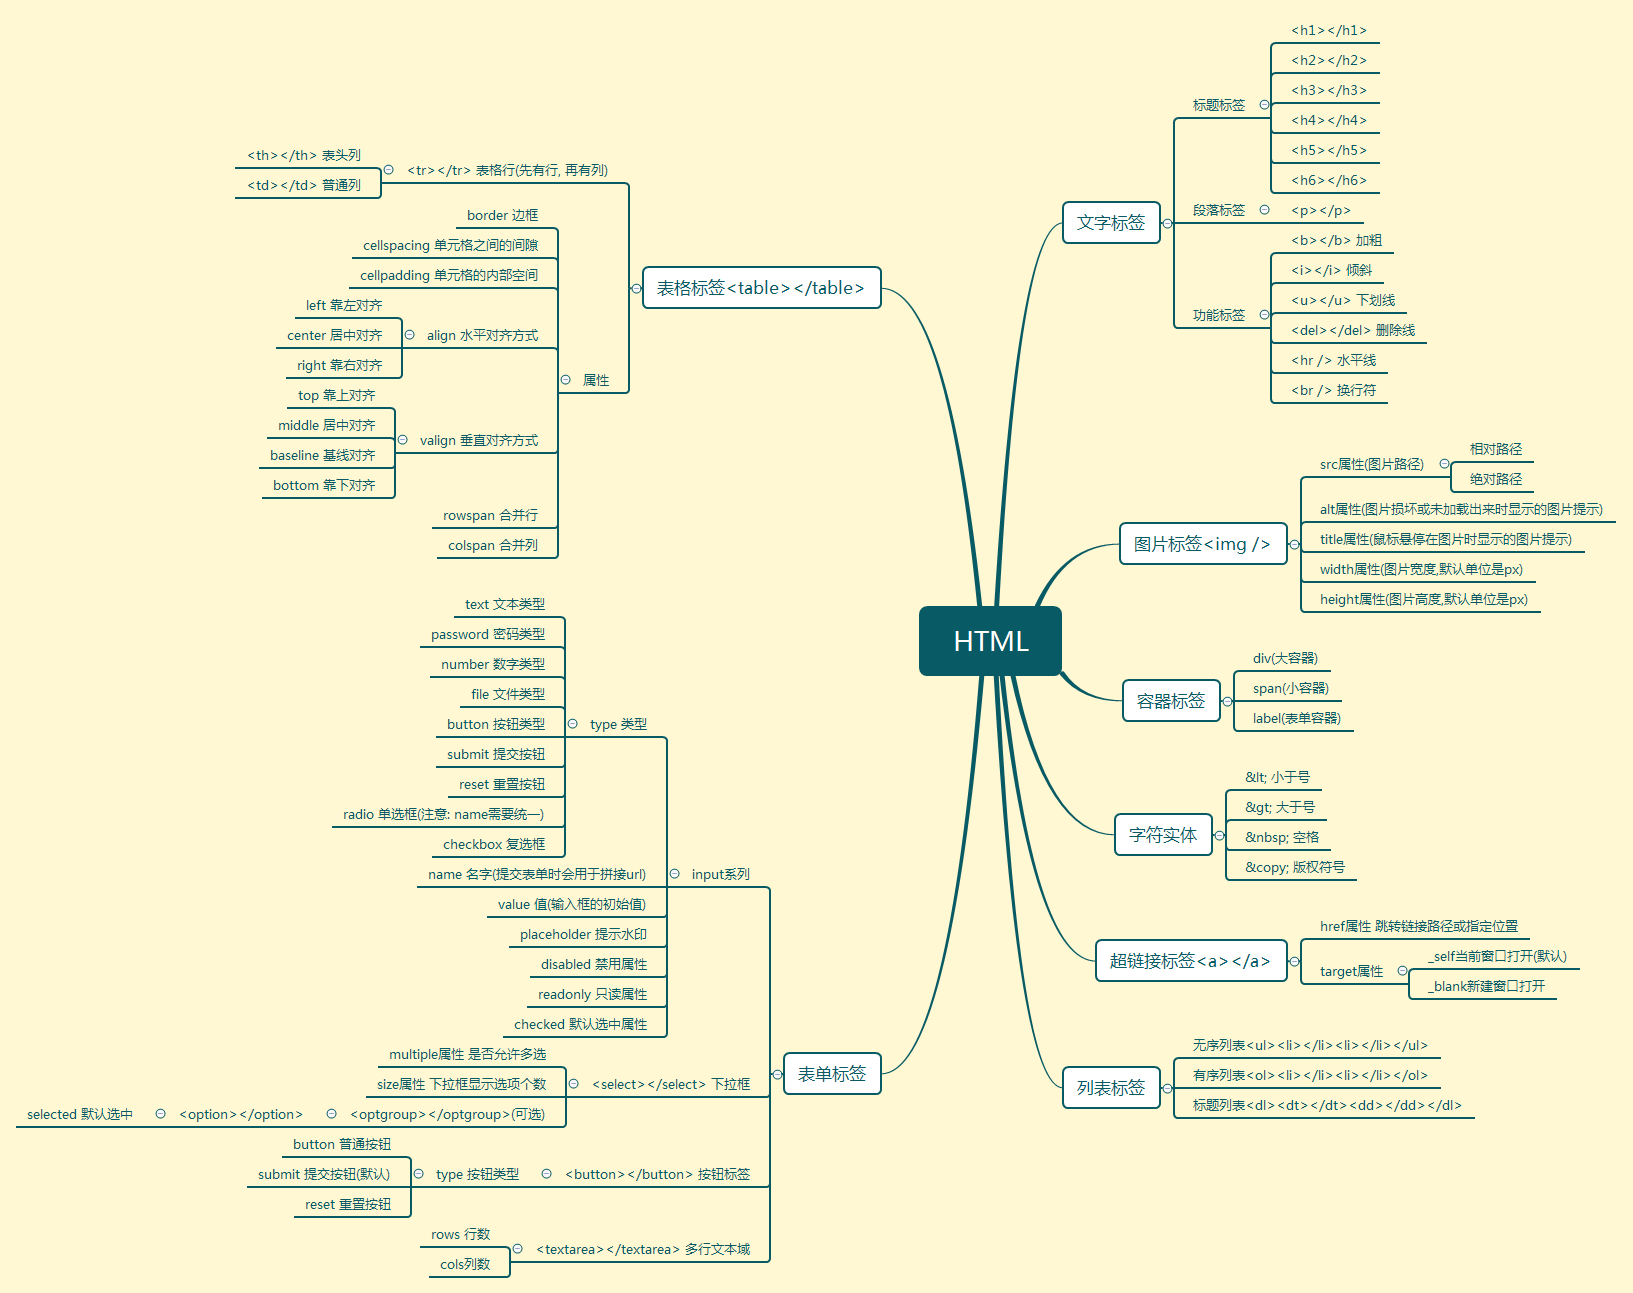 HTML
文字标签
标题标签
<h1></h1>
<h2></h2>
<h3></h3>
<h4></h4>
<h5></h5>
<h6></h6>
段落标签
<p></p>
功能标签
<b></b> 加粗
<i></i> 倾斜
<u></u> 下划线
<del></del> 删除线
<hr /> 水平线
<br /> 换行符
图片标签<img />
src属性(图片路径)
相对路径
绝对路径
alt属性(图片损坏或未加载出来时显示的图片提示)
title属性(鼠标悬停在图片时显示的图片提示)
width属性(图片宽度,默认单位是px)
height属性(图片高度,默认单位是px)
容器标签
div(大容器)
span(小容器)
label(表单容器)
字符实体
&lt; 小于号
&gt; 大于号
&nbsp; 空格
&copy; 版权符号
超链接标签<a></a>
href属性 跳转链接路径或指定位置
target属性
_self当前窗口打开(默认)
_blank新建窗口打开
列表标签
无序列表<ul><li></li><li></li></ul>
有序列表<ol><li></li><li></li></ol>
标题列表<dl><dt></dt><dd></dd></dl>
表格标签<table></table>
<tr></tr> 表格行(先有行, 再有列)
<th></th> 表头列
<td></td> 普通列
属性
border 边框
cellspacing 单元格之间的间隙
cellpadding 单元格的内部空间
align 水平对齐方式
left 靠左对齐
center 居中对齐
right 靠右对齐
valign 垂直对齐方式
top 靠上对齐
middle 居中对齐
baseline 基线对齐
bottom 靠下对齐
rowspan 合并行
colspan 合并列
表单标签
input系列
type 类型
text 文本类型
password 密码类型
number 数字类型
file 文件类型
button 按钮类型
submit 提交按钮
reset 重置按钮
radio 单选框(注意: name需要统一)
checkbox 复选框
name 名字(提交表单时会用于拼接url)
value 值(输入框的初始值)
placeholder 提示水印
disabled 禁用属性
readonly 只读属性
checked 默认选中属性
<select></select> 下拉框
multiple属性 是否允许多选
size属性 下拉框显示选项个数
<optgroup></optgroup>(可选)
<option></option>
selected 默认选中
<button></button> 按钮标签
type 按钮类型
button 普通按钮
submit 提交按钮(默认)
reset 重置按钮
<textarea></textarea> 多行文本域
rows 行数
cols列数